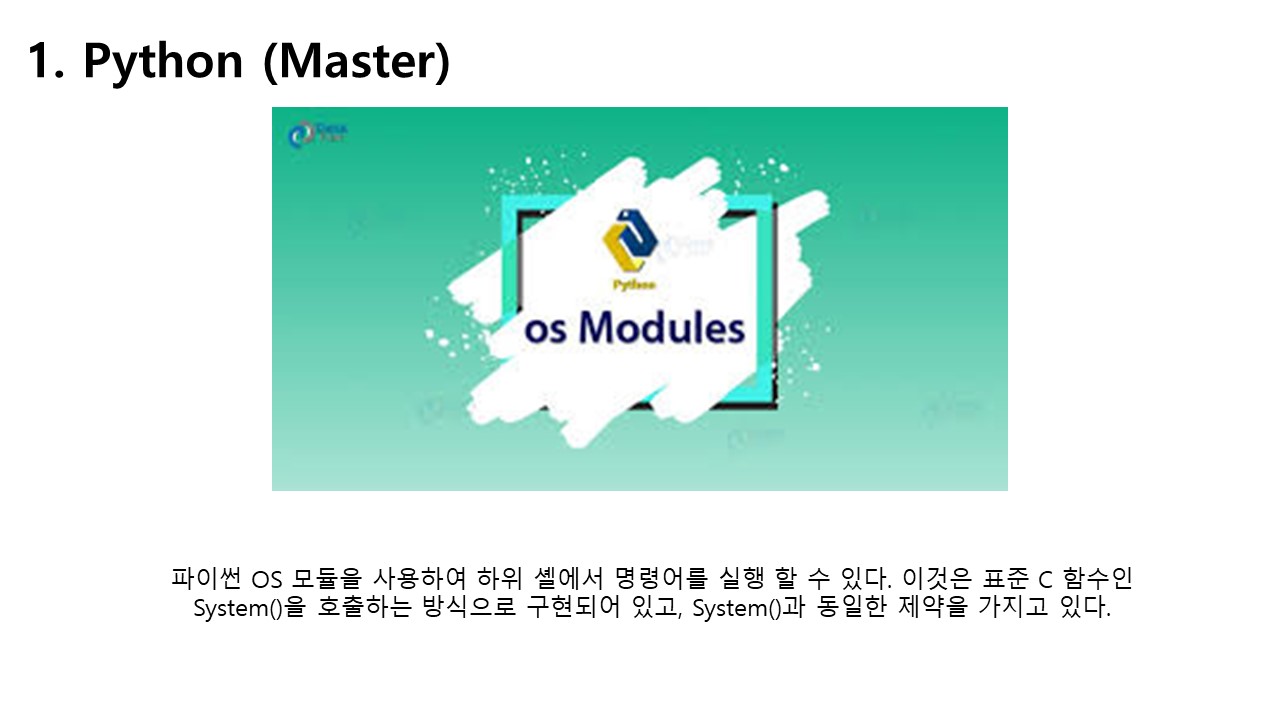 1. Python (Master)
Python
os Modules
파이썬 OS 모듈을 사용하여 하위 셸에서 명령어를 실행 할 수 있다. 이것은 표준 C 함수인
System()을 호출하는 방식으로 구현되어 있고, System()과 동일한 제약을 가지고 있다.